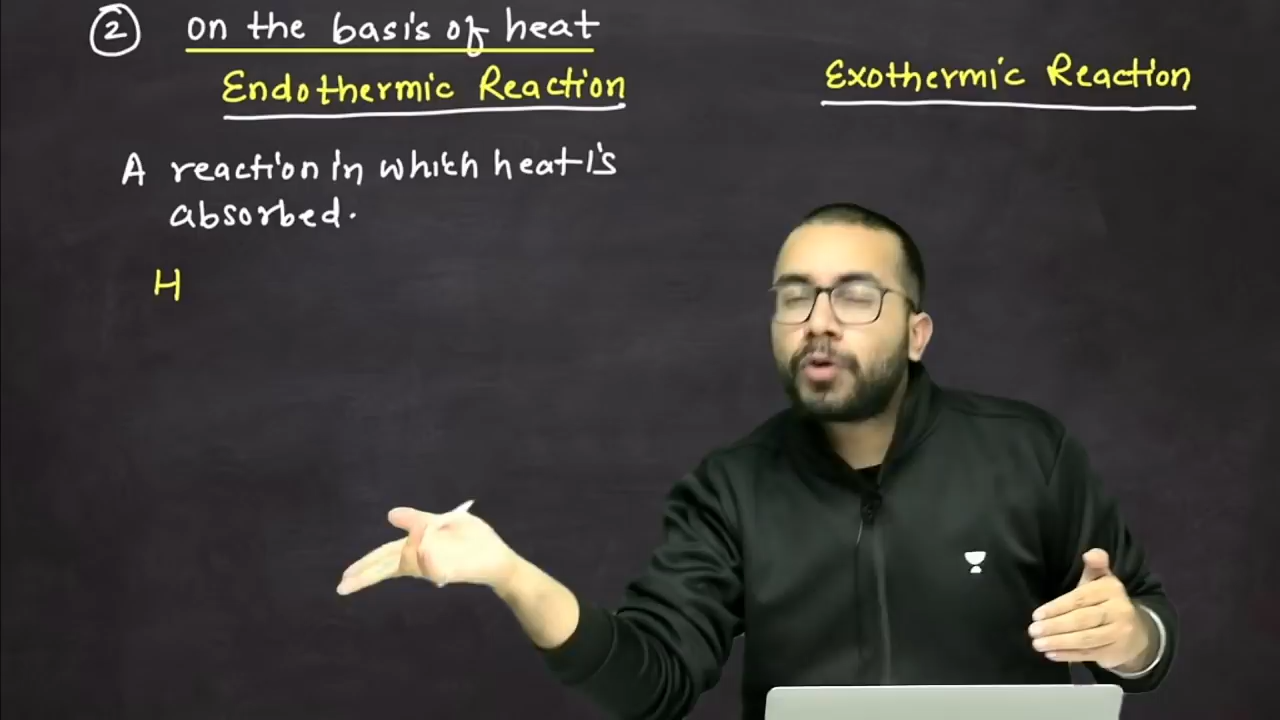 ② on the basis of heat
Endothermic Reaction
Exothermic Reaction
A reaction in which heat is
absorbed.
H